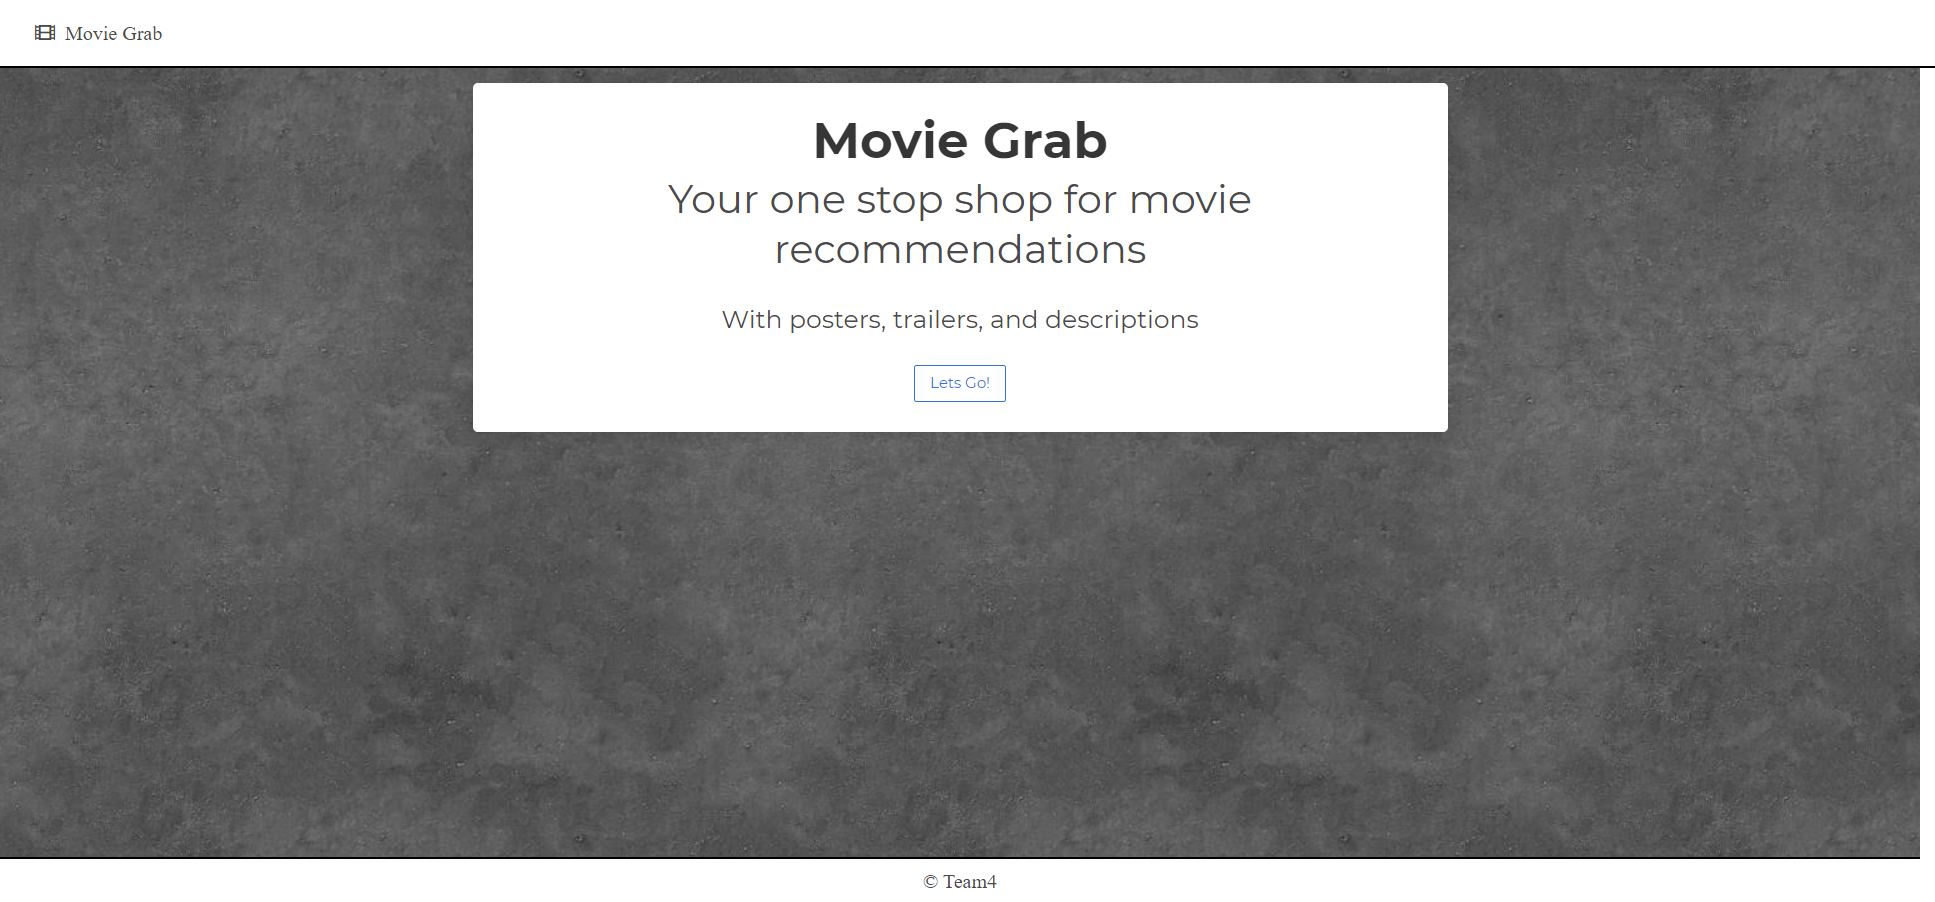 Movie Grab
Movie Grab
Your one stop shop for movie
recommendations
With posters, trailers, and descriptions
Lets Go!
© Team4